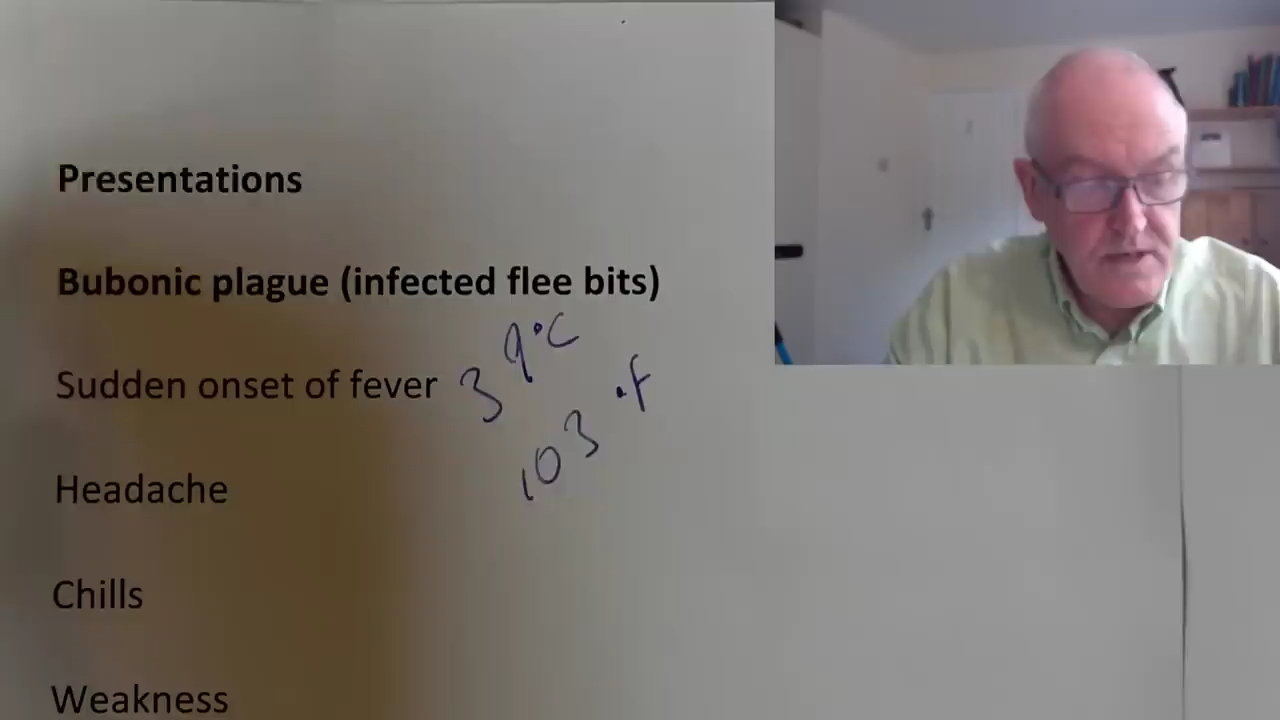 Presentations
Bubonic plague (infected flee bits)
Sudden onset of fever 39°C
103 °F
Headache
Chills
Weakness